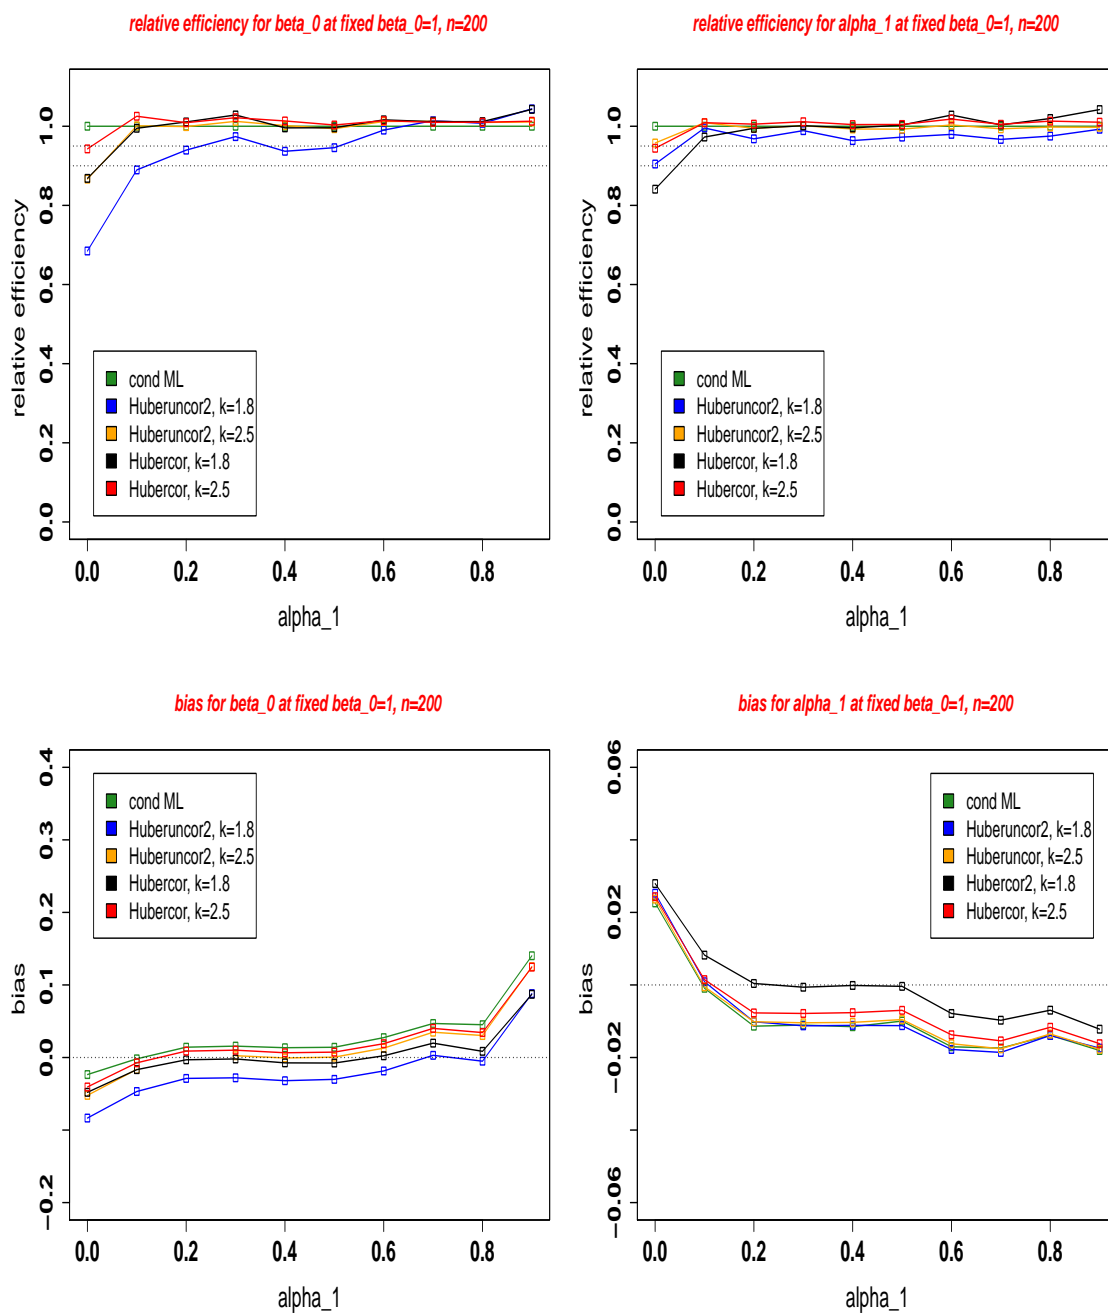 relative efficiency for beta_0 at fixed beta_0=1, n=200
relative efficiency
0.0 0.2 0.4 0.6 0.8 1.0
cond ML
Huberuncor2, k=1.8
Huberuncor2, k=2.5
Hubercor, k=1.8
Hubercor, k=2.5
0.0 0.2 0.4 0.6 0.8
alpha_1
relative efficiency for alpha_1 at fixed beta_0=1, n=200
relative efficiency
0.0 0.2 0.4 0.6 0.8 1.0
cond ML
Huberuncor2, k=1.8
Huberuncor2, k=2.5
Hubercor, k=1.8
Hubercor, k=2.5
0.0 0.2 0.4 0.6 0.8
alpha_1
bias for beta_0 at fixed beta_0=1, n=200
bias
−0.2 0.0 0.1 0.2 0.3 0.4
cond ML
Huberuncor2, k=1.8
Huberuncor2, k=2.5
Hubercor, k=1.8
Hubercor, k=2.5
0.0 0.2 0.4 0.6 0.8
alpha_1
bias for alpha_1 at fixed beta_0=1, n=200
bias
−0.06 −0.02 0.02 0.06
cond ML
Huberuncor2, k=1.8
Huberuncor, k=2.5
Hubercor2, k=1.8
Hubercor, k=2.5
0.0 0.2 0.4 0.6 0.8
alpha_1